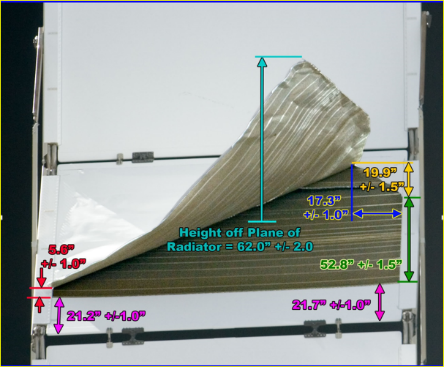 19.9"
+/- 1.5"
17.3"
+/- 1.0"
Height off Plane of
Radiator = 62.0" +/- 2.0
5.6"
+/- 1.0"
52.8" +/- 1.5"
21.2" +/-1.0"
21.7" +/-1.0"